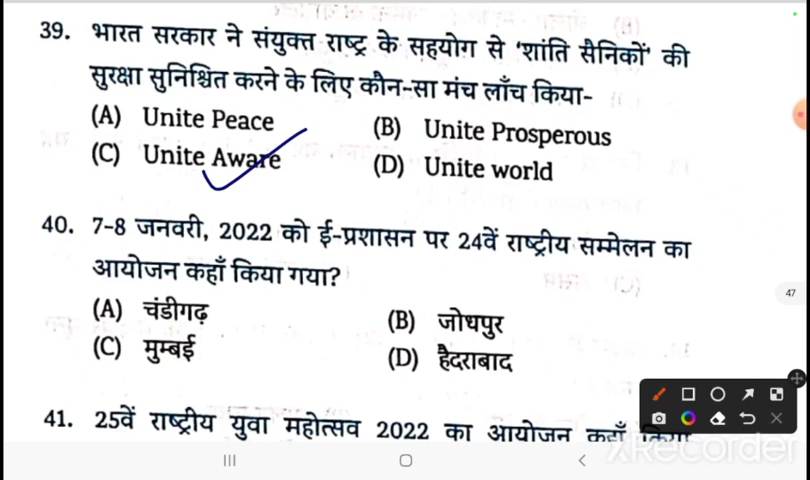 39. भारत सरकार ने संयुक्त राष्ट्र के सहयोग से 'शांति सैनिकों' की
सुरक्षा सुनिश्चित करने के लिए कौन-सा मंच लाँच किया-
(A) Unite Peace (B) Unite Prosperous
(C) Unite Aware (D) Unite world
40. 7-8 जनवरी, 2022 को ई-प्रशासन पर 24वें राष्ट्रीय सम्मेलन का
आयोजन कहाँ किया गया?
(A) चंडीगढ़ (B) जोधपुर
(C) मुम्बई (D) हैदराबाद
47
41. 25वें राष्ट्रीय युवा महोत्सव 2022 का आयोजन कहाँ किया
XRecorder